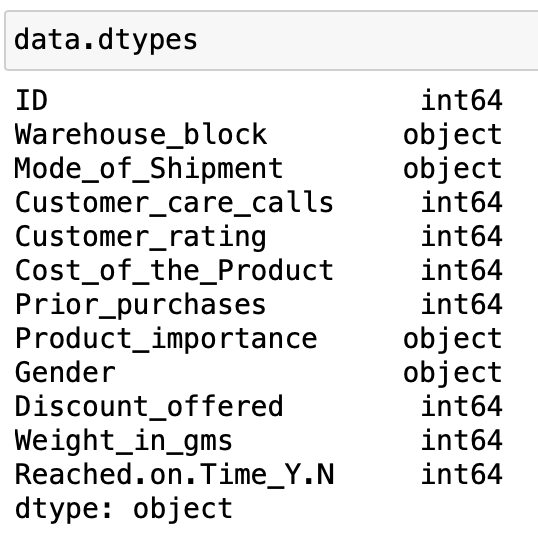 data.dtypes
ID int64
Warehouse_block object
Mode_of_Shipment object
Customer_care_calls int64
Customer_rating int64
Cost_of_the_Product int64
Prior_purchases int64
Product_importance object
Gender object
Discount_offered int64
Weight_in_gms int64
Reached.on.Time_Y.N int64
dtype: object